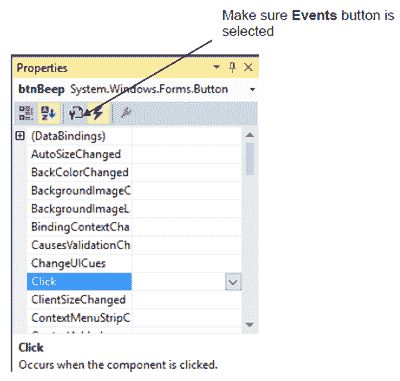 Make sure Events button is
selected
Properties
btnBeep System.Windows.Forms.Button
(DataBindings)
AutoSizeChanged
BackColorChanged
BackgroundImageC
BackgroundImageL
BindingContextCha
CausesValidationCh
ChangeUICues
Click
ClientSizeChanged
ContextMenuStripC
Click
Occurs when the component is clicked.